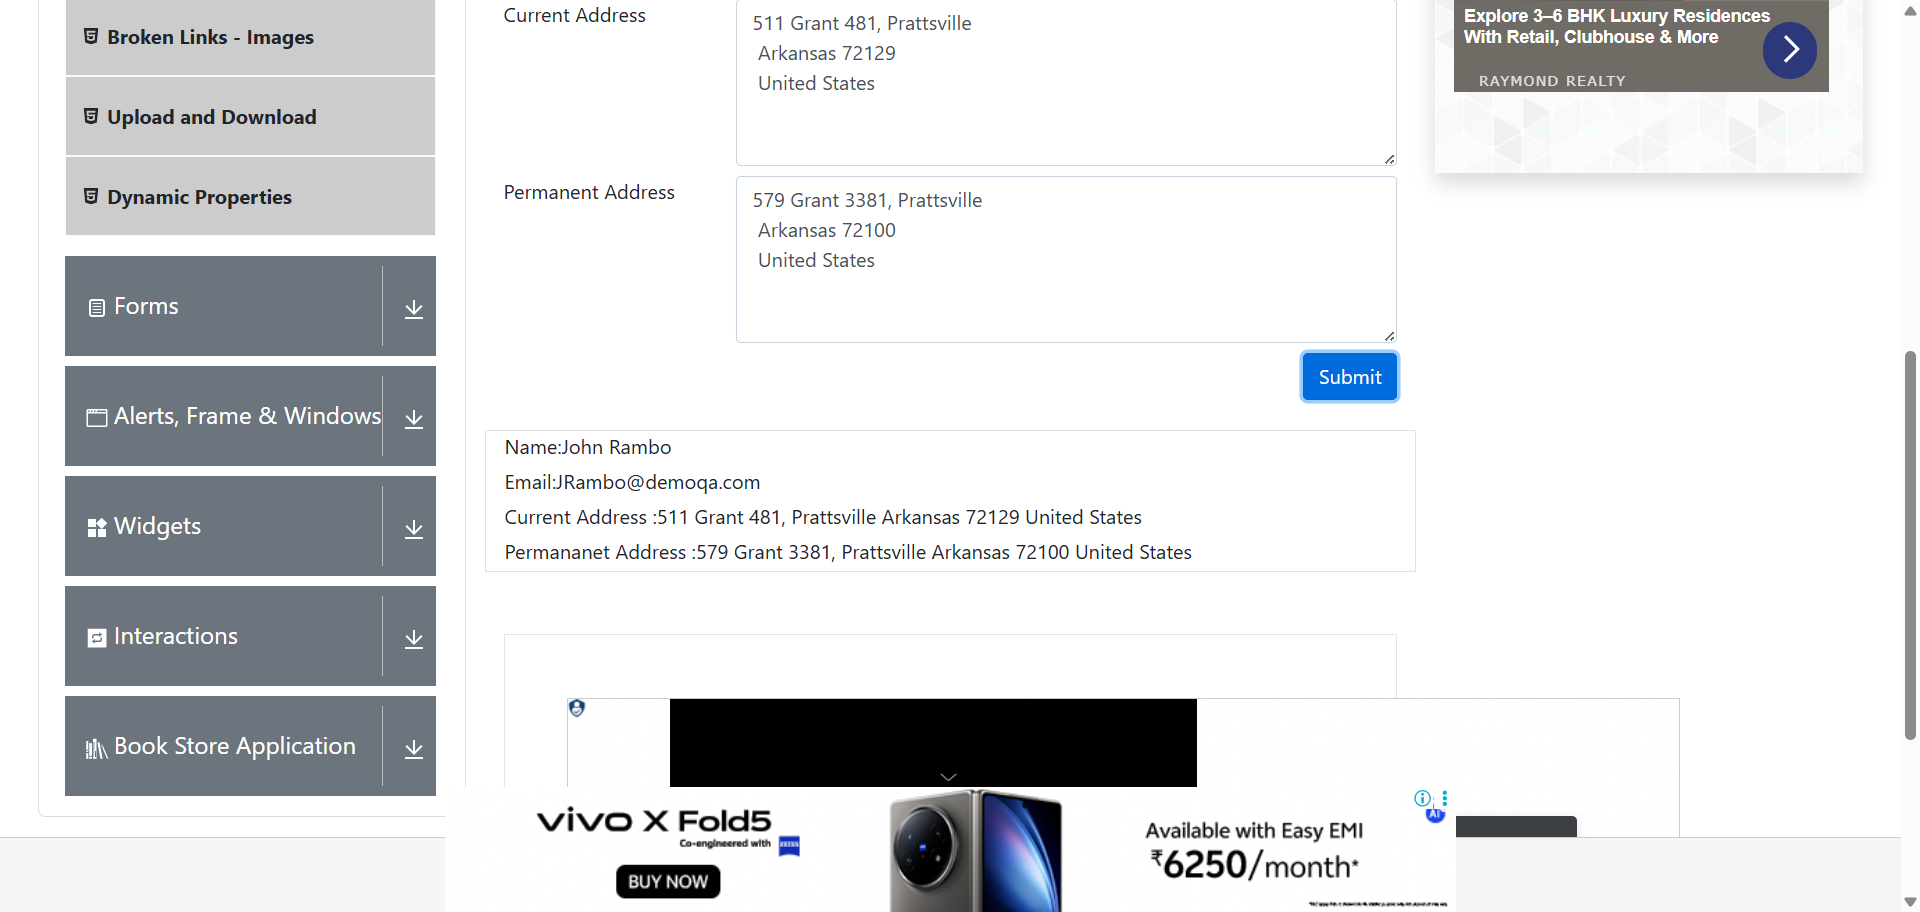 Broken Links - Images
Upload and Download
Dynamic Properties
Forms
Alerts, Frame & Windows
Widgets
Interactions
Book Store Application
Current Address
511 Grant 481, Prattsville
Arkansas 72129
United States
Permanent Address
579 Grant 3381, Prattsville
Arkansas 72100
United States
Submit
Name:John Rambo
Email:JRambo@demoqa.com
Current Address :511 Grant 481, Prattsville Arkansas 72129 United States
Permananet Address :579 Grant 3381, Prattsville Arkansas 72100 United States
Explore 3–6 BHK Luxury Residences
With Retail, Clubhouse & More
RAYMOND REALTY
vivo X Fold5
Co-engineered with ZEISS
BUY NOW
Available with Easy EMI
₹6250/month*
AI